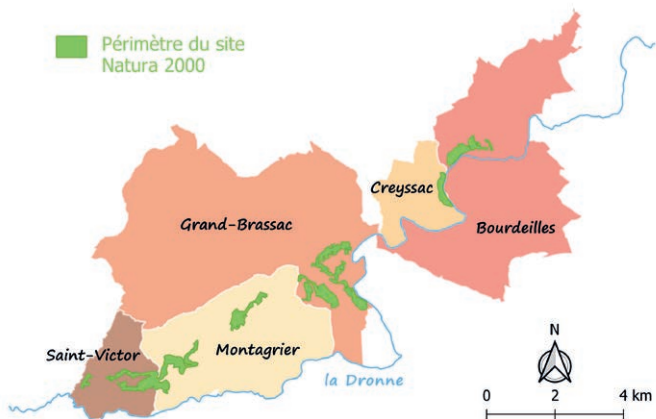 Périmètre du site
Natura 2000
Creyssac
Grand-Brassac
Bourdeilles
Saint-Victor
Montagrier
la Dronne
N
0 2 4 km